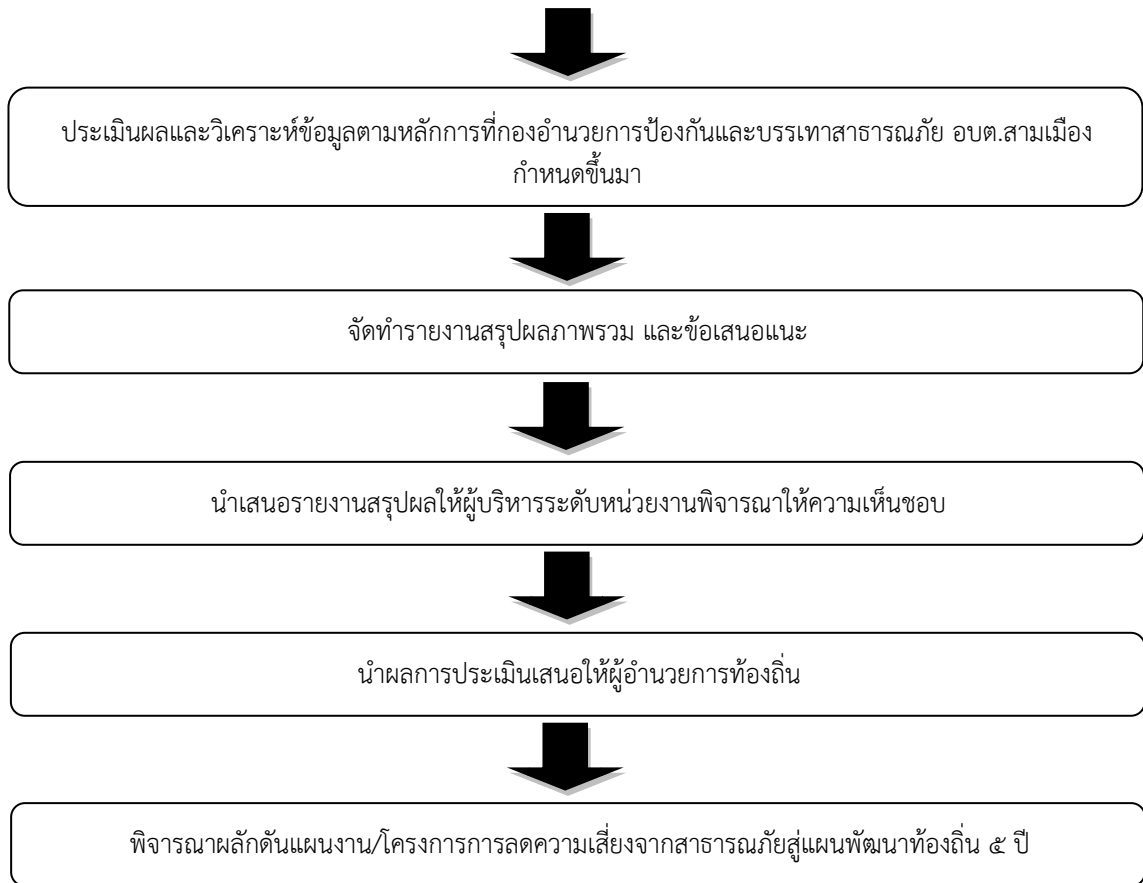 ประเมินผลและวิเคราะห์ข้อมูลตามหลักการที่กองอำนวยการป้องกันและบรรเทาสาธารณภัย อบต.สามเมือง
กำหนดขึ้นมา
จัดทำรายงานสรุปผลภาพรวม และข้อเสนอแนะ
นำเสนอรายงานสรุปผลให้ผู้บริหารระดับหน่วยงานพิจารณาให้ความเห็นชอบ
นำผลการประเมินเสนอให้ผู้อำนวยการท้องถิ่น
พิจารณาผลักดันแผนงาน/โครงการการลดความเสี่ยงจากสาธารณภัยสู่แผนพัฒนาท้องถิ่น ๕ ปี